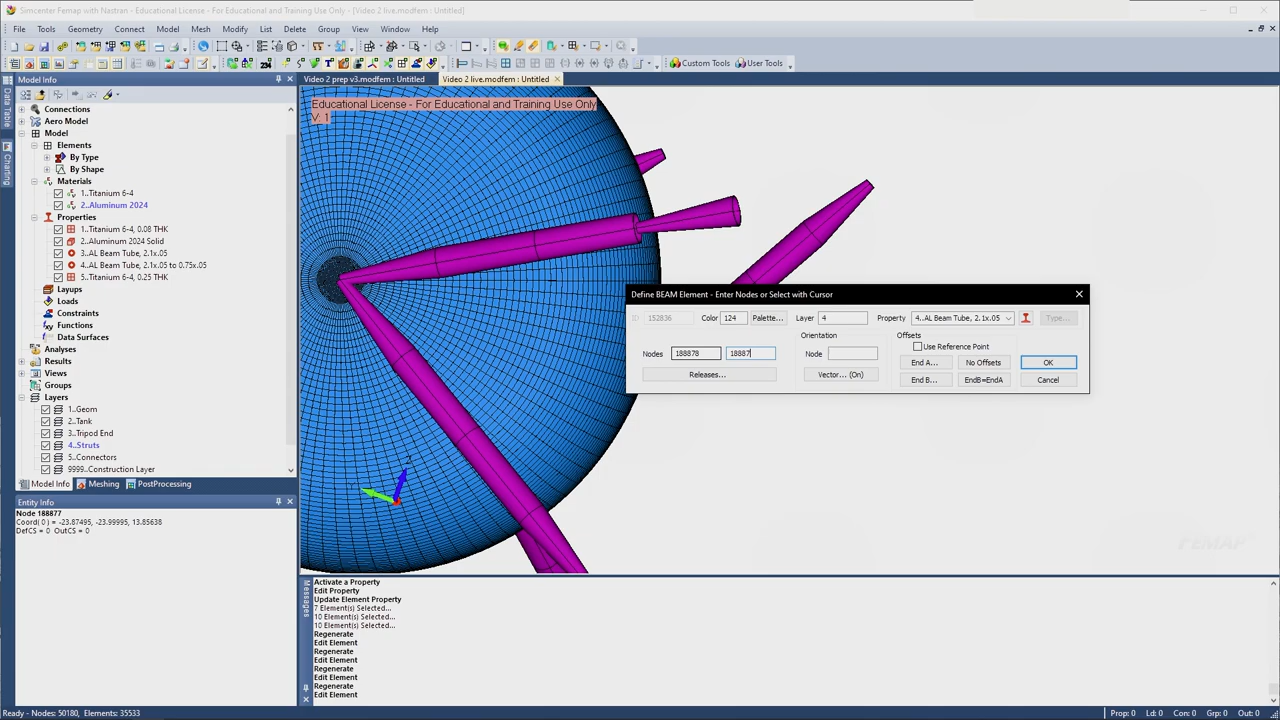 Simcenter Femap with Nastran - Educational License - For Educational and Training Use Only - [Video 2 live.modfem : Untitled]
File Tools Geometry Connect Model Modify Mesh List Delete Group View Window Help
Custom Tools User Tools
Model Info
Video 2 prep v3.modfem : Untitled Video 2 live.modfem : Untitled
Data Table
Charting
Connections
Aero Model
Model
Elements
By Type
By Shape
Materials
1..Titanium 6-4
2..Aluminum 2024
Properties
1..Titanium 6-4, 0.08 THK
2..Aluminum 2024 Solid
3..AL Beam Tube, 2.1x.05
4..AL Beam Tube, 2.1x.05 to 0.75x.05
5..Titanium 6-4, 0.25 THK
Layups
Loads
Constraints
Functions
Data Surfaces
Analyses
Results
Views
Groups
Layers
1..Geom
2..Tank
3..Tripod End
4..Struts
5..Connectors
9999..Construction Layer
Model Info Meshing PostProcessing
Entity Info
Node 188877
Coord( 0 ) = -23.87495, -23.99995, 13.85638
DefCS = 0 OutCS = 0
Educational License - For Educational and Training Use Only
V: 1
Define BEAM Element - Enter Nodes or Select with Cursor
ID 152836 Color 124 Palette... Layer 4 Property 4..AL Beam Tube, 2.1x.05 Type...
Orientation Offsets
Use Reference Point
Nodes 188878 18887 Node
End A... No Offsets OK
Releases... Vector... (On)
End B... EndB=EndA Cancel
Messages
Activate a Property
Edit Property
Update Element Property
7 Element(s) Selected...
10 Element(s) Selected...
10 Element(s) Selected...
Regenerate
Edit Element
Regenerate
Edit Element
Regenerate
Edit Element
Regenerate
Edit Element
Ready - Nodes: 50180, Elements: 35533
Prop: 0 Ld: 0 Con: 0 Grp: 0 Out: 0